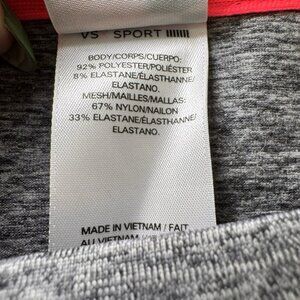 VS SPORT
BODY/CORPS/CUERPO:
92% POLYESTER/POLIÉSTER
8% ELASTANE/ÉLASTHANNE/
ELASTANO.
MESH/MAILLES/MALLAS:
67% NYLON/NAILON
33% ELASTANE/ÉLASTHANNE/
ELASTANO.
MADE IN VIETNAM / FAIT
AU VIETNAM